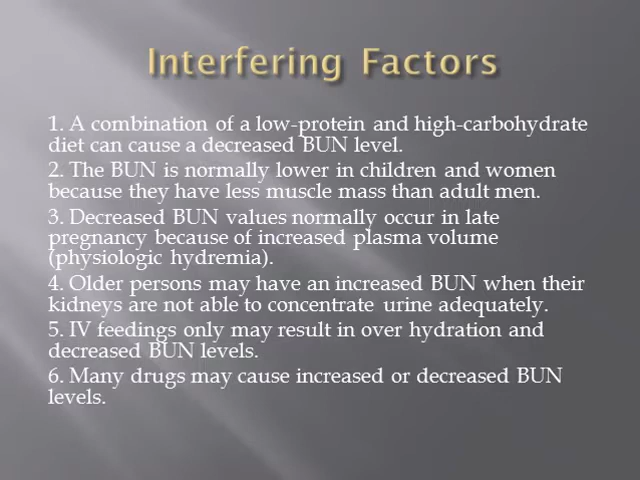 Interfering Factors
1. A combination of a low-protein and high-carbohydrate
diet can cause a decreased BUN level.
2. The BUN is normally lower in children and women
because they have less muscle mass than adult men.
3. Decreased BUN values normally occur in late
pregnancy because of increased plasma volume
(physiologic hydremia).
4. Older persons may have an increased BUN when their
kidneys are not able to concentrate urine adequately.
5. IV feedings only may result in over hydration and
decreased BUN levels.
6. Many drugs may cause increased or decreased BUN
levels.